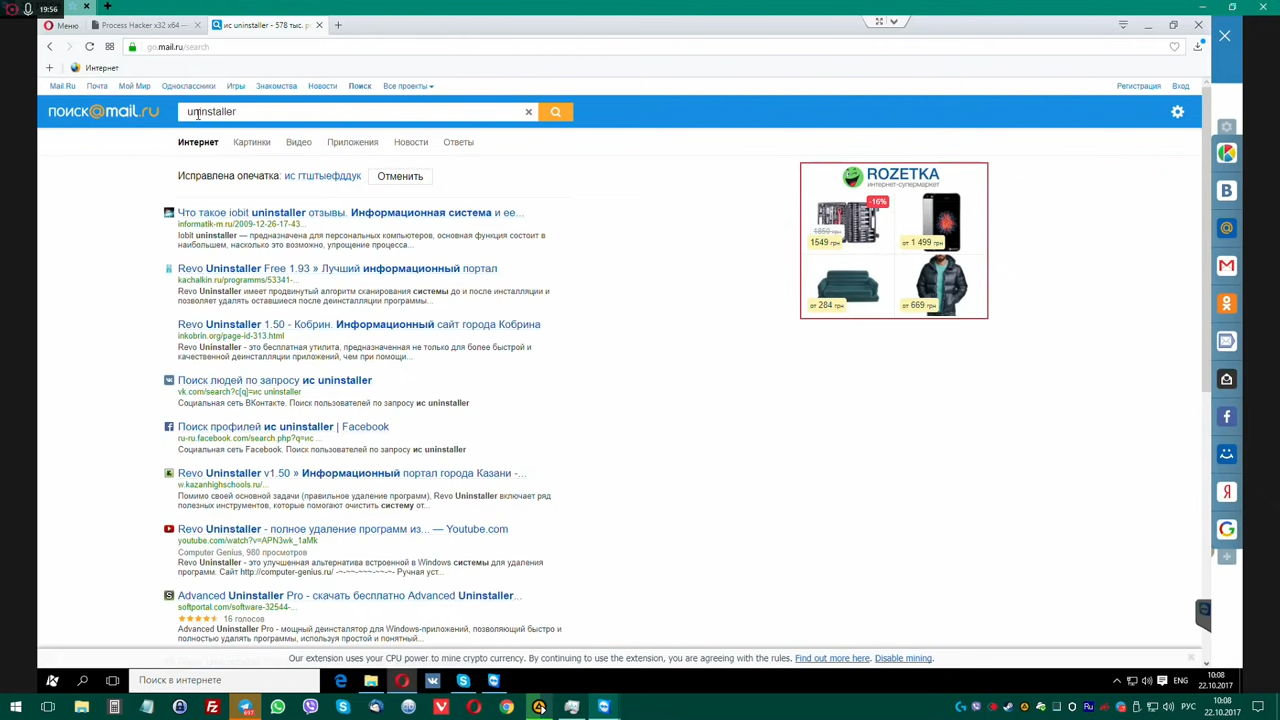 19:56
Меню
Process Hacker x32 x64 —
ис uninstaller - 578 тыс. р
go.mail.ru/search
Интернет
Mail.Ru Почта Мой Мир Одноклассники Игры Знакомства Новости Поиск Все проекты
Регистрация Вход
поиск@mail.ru
uninstaller
Интернет Картинки Видео Приложения Новости Ответы
Исправлена опечатка: ис гтштыефддук Отменить
Что такое iobit uninstaller отзывы. Информационная система и ее...
informatik-m.ru/2009-12-26-17-43...
Iobit uninstaller — предназначена для персональных компьютеров, основная функция состоит в
наибольшем, насколько это возможно, упрощение процесса...
Revo Uninstaller Free 1.93 » Лучший информационный портал
kachalkin.ru/programms/53341-...
Revo Uninstaller имеет продвинутый алгоритм сканирования системы до и после инсталляции и
позволяет удалять оставшиеся после деинсталляции программы...
Revo Uninstaller 1.50 - Кобрин. Информационный сайт города Кобрина
inkobrin.org/page-id-313.html
Revo Uninstaller - это бесплатная утилита, предназначенная не только для более быстрой и
качественной деинсталляции приложений, чем при помощи...
Поиск людей по запросу ис uninstaller
vk.com/search?c[q]=ис uninstaller
Социальная сеть ВКонтакте. Поиск пользователей по запросу ис uninstaller
Поиск профилей ис uninstaller | Facebook
ru-ru.facebook.com/search.php?q=ис ...
Социальная сеть Facebook. Поиск пользователей по запросу ис uninstaller
Revo Uninstaller v1.50 » Информационный портал города Казани -...
w.kazanhighschools.ru/...
Помимо своей основной задачи (правильное удаление программ), Revo Uninstaller включает ряд
полезных инструментов, которые помогают очистить систему от...
Revo Uninstaller - полное удаление программ из... — Youtube.com
youtube.com/watch?v=APN3wk_1aMk
Computer Genius, 980 просмотров
Revo Uninstaller - это улучшенная альтернатива встроенной в Windows системы для удаления
программ. Сайт http://computer-genius.ru/ -~-~~-~~~-~~-~- Ручная уст...
Advanced Uninstaller Pro - скачать бесплатно Advanced Uninstaller...
softportal.com/software-32544-...
16 голосов
Advanced Uninstaller Pro - мощный деинсталятор для Windows-приложений, позволяющий быстро и
полностью удалять программы, используя простой и понятный...
ROZETKA
интернет-супермаркет
-16%
1850 грн
1549 грн
от 1 499 грн
от 284 грн
от 669 грн
Our extension uses your CPU power to mine crypto currency. By continuing to use the extension, you are agreeing with the rules. Find out more here. Disable mining.
Поиск в интернете
ENG
10:08
22.10.2017
697
РУС
10:08
22.10.2017